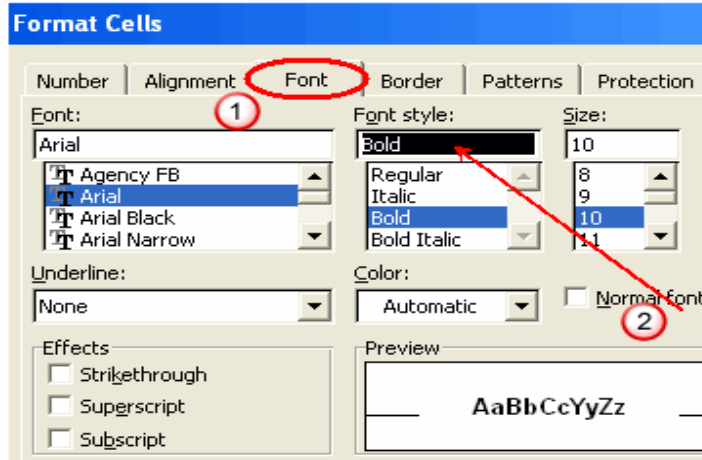 Format Cells
Number Alignment Font Border Patterns Protection
1
Font: Font style: Size:
Arial Bold 10
Agency FB Regular 8
Arial Italic 9
Arial Black Bold 10
Arial Narrow Bold Italic 11
Underline: Color:
None Automatic Normal font
2
Effects Preview
Strikethrough
Superscript AaBbCcYyZz
Subscript